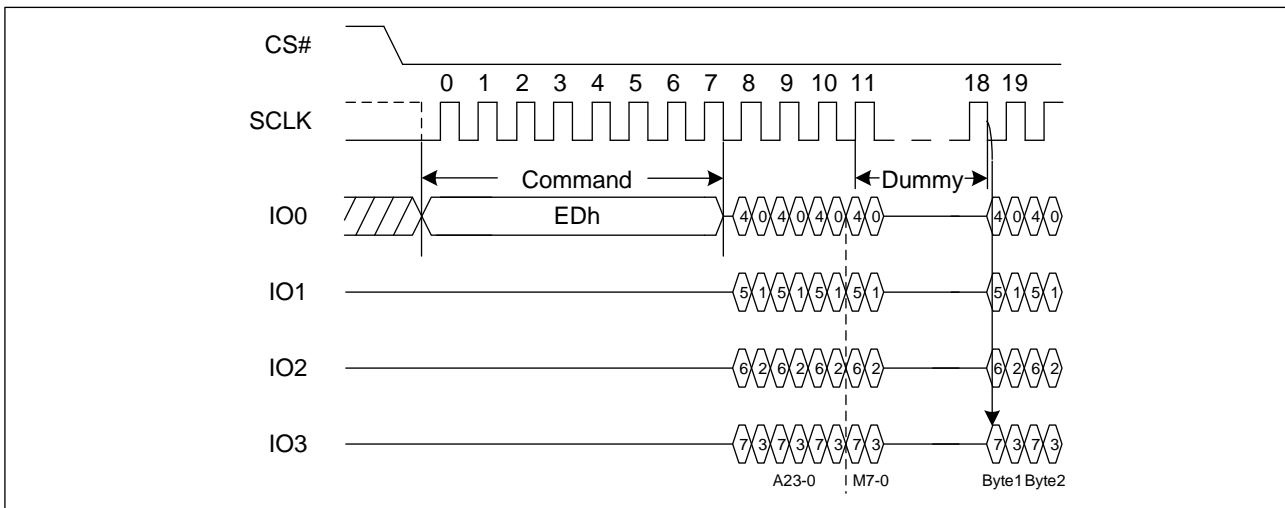 CS#
0 1 2 3 4 5 6 7 8 9 10 11 18 19
SCLK
Command Dummy
IO0 EDh 4 0 4 0 4 0 4 0 4 0 4 0
IO1 5 1 5 1 5 1 5 1 5 1 5 1
IO2 6 2 6 2 6 2 6 2 6 2 6 2
IO3 7 3 7 3 7 3 7 3 7 3 7 3
A23-0 M7-0 Byte1 Byte2